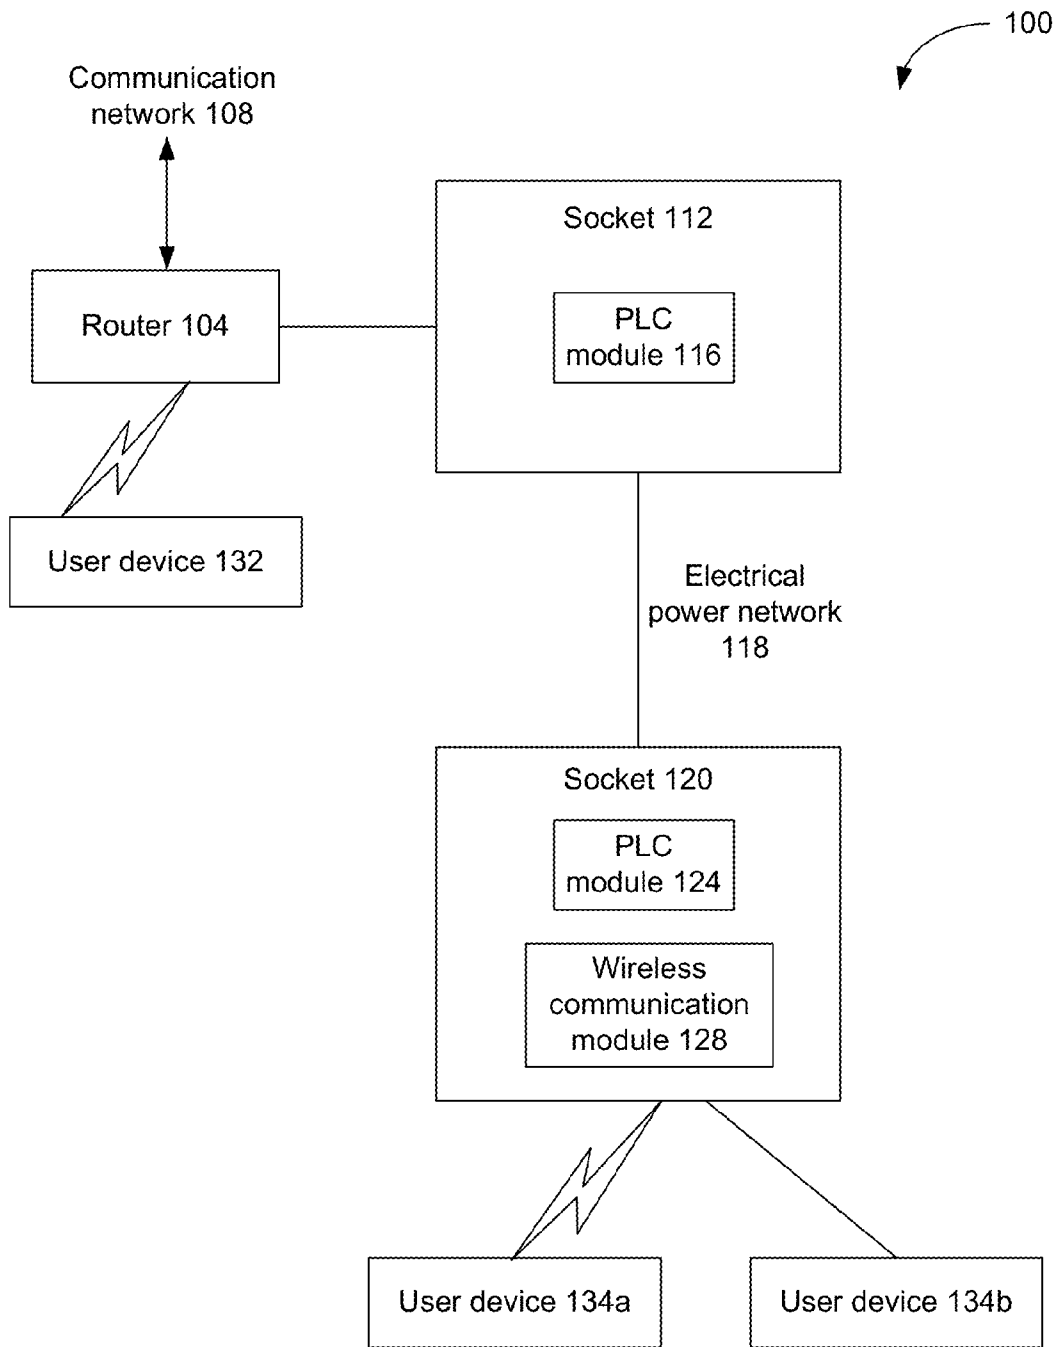 100
Communication
network 108
Socket 112
Router 104
PLC
module 116
User device 132
Electrical
power network
118
Socket 120
PLC
module 124
Wireless
communication
module 128
User device 134a
User device 134b